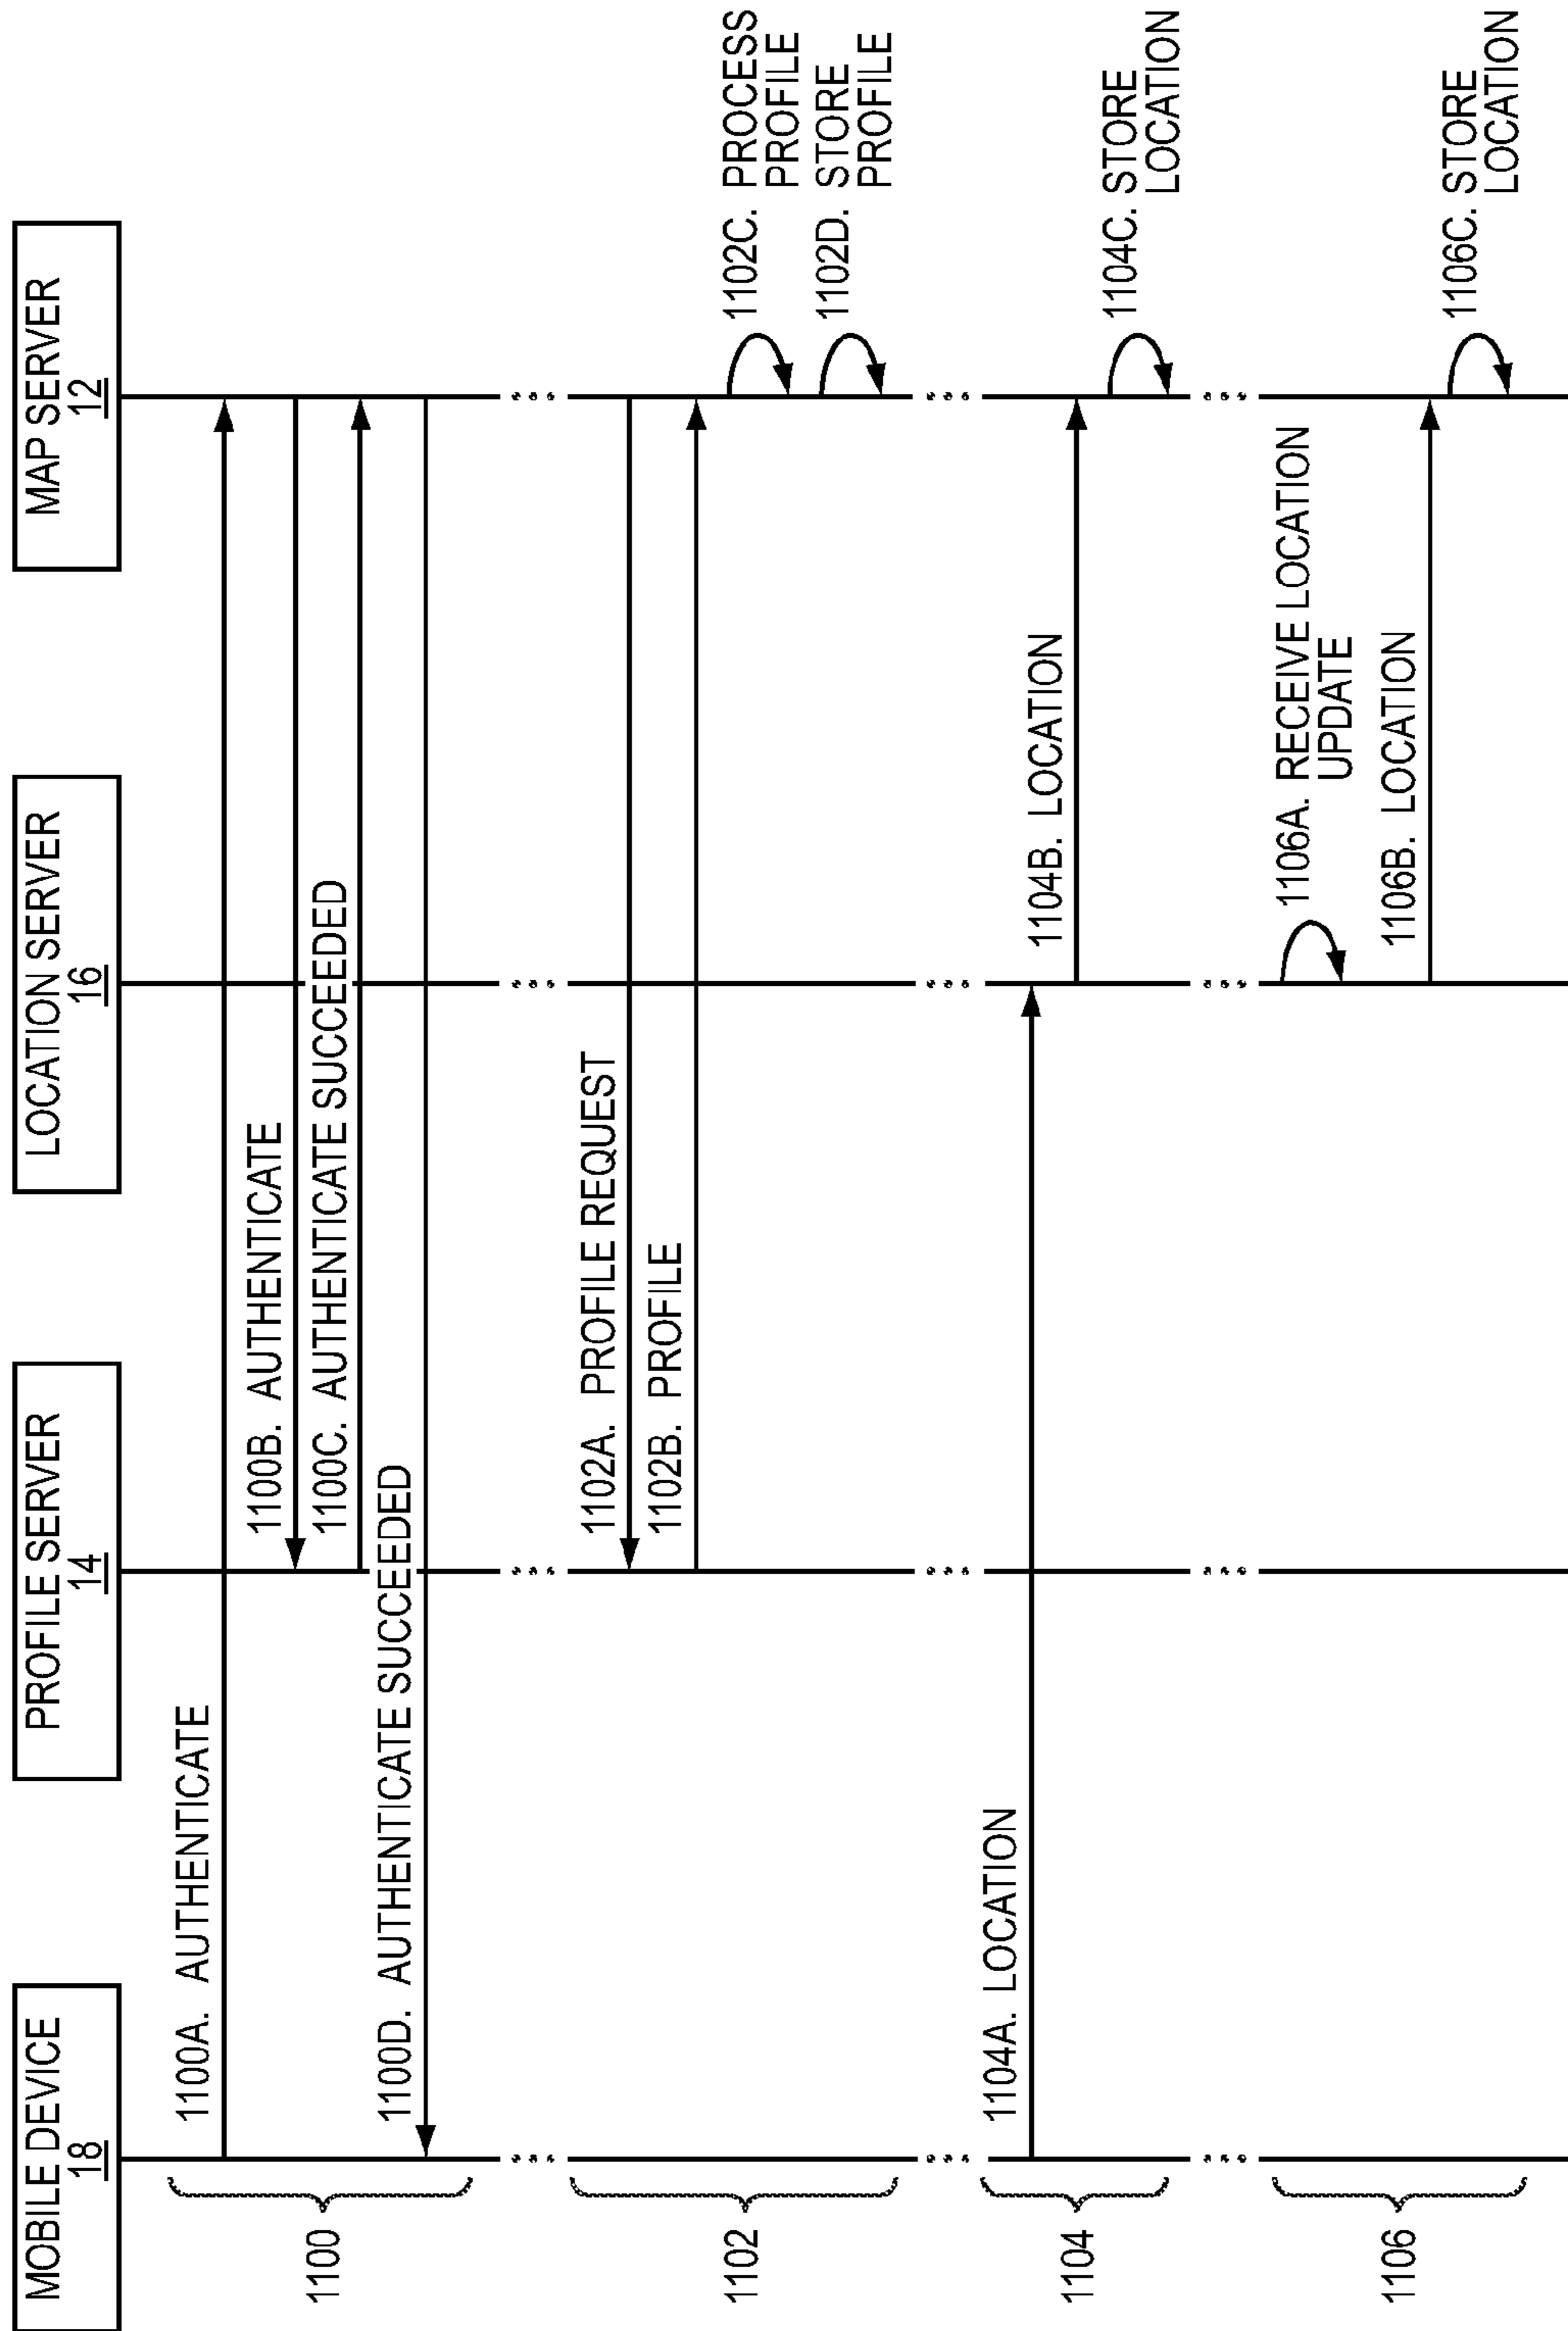 MOBILE DEVICE
18
PROFILE SERVER
14
LOCATION SERVER
16
MAP SERVER
12
1100
1100A. AUTHENTICATE
1100B. AUTHENTICATE
1100C. AUTHENTICATE SUCCEEDED
1100D. AUTHENTICATE SUCCEEDED
1102
1102A. PROFILE REQUEST
1102B. PROFILE
1102C. PROCESS
PROFILE
1102D. STORE
PROFILE
1104
1104A. LOCATION
1104B. LOCATION
1104C. STORE
LOCATION
1106
1106A. RECEIVE LOCATION
UPDATE
1106B. LOCATION
1106C. STORE
LOCATION